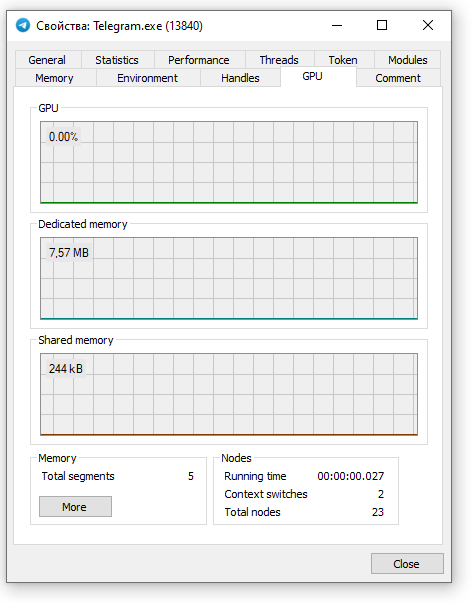 Свойства: Telegram.exe (13840)
General Statistics Performance Threads Token Modules
Memory Environment Handles GPU Comment
GPU
0.00%
Dedicated memory
7,57 MB
Shared memory
244 kB
Memory
Total segments 5
More
Nodes
Running time 00:00:00.027
Context switches 2
Total nodes 23
Close